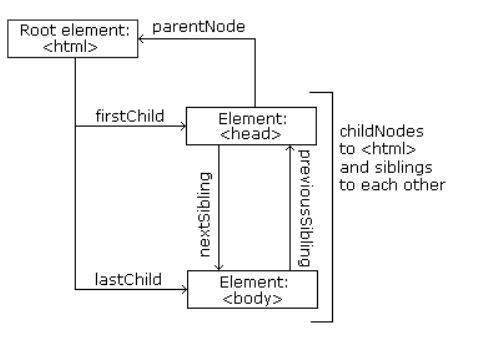 Root element:
<html>
parentNode
firstChild
Element:
<head>
childNodes
to <html>
and siblings
to each other
nextSibling
previousSibling
lastChild
Element:
<body>